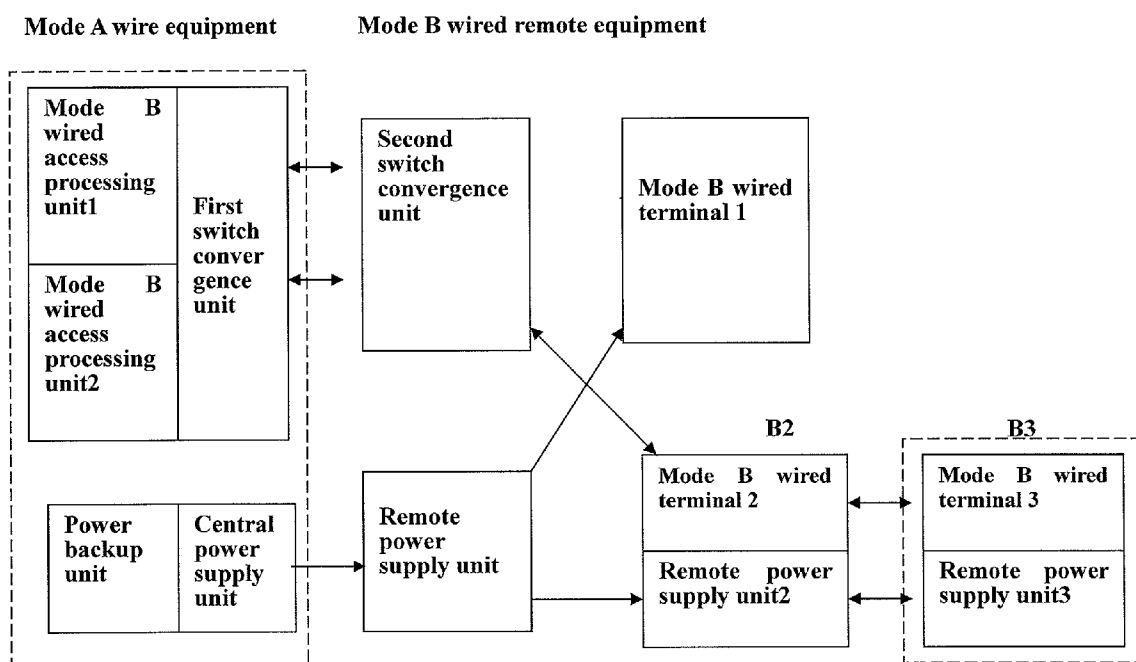 Mode A wire equipment
Mode B wired remote equipment
Mode B
wired
access
processing
unit1
First
switch
conver
gence
unit
Mode B
wired
access
processing
unit2
Second
switch
convergence
unit
Mode B wired
terminal 1
Power
backup
unit
Central
power
supply
unit
Remote
power
supply unit
B2
Mode B wired
terminal 2
Remote power
supply unit2
B3
Mode B wired
terminal 3
Remote power
supply unit3